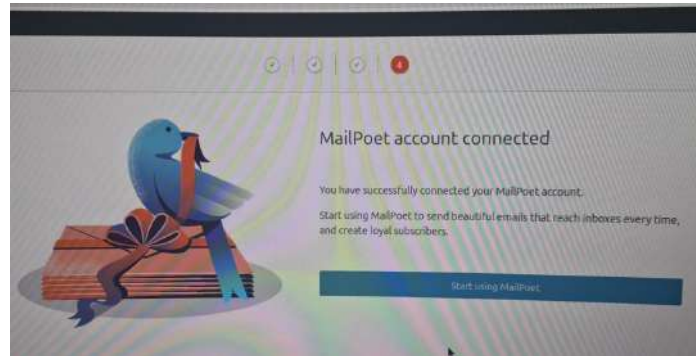 4
MailPoet account connected
You have successfully connected your MailPoet account.
Start using MailPoet to send beautiful emails that reach inboxes every time,
and create loyal subscribers.
Start using MailPoet